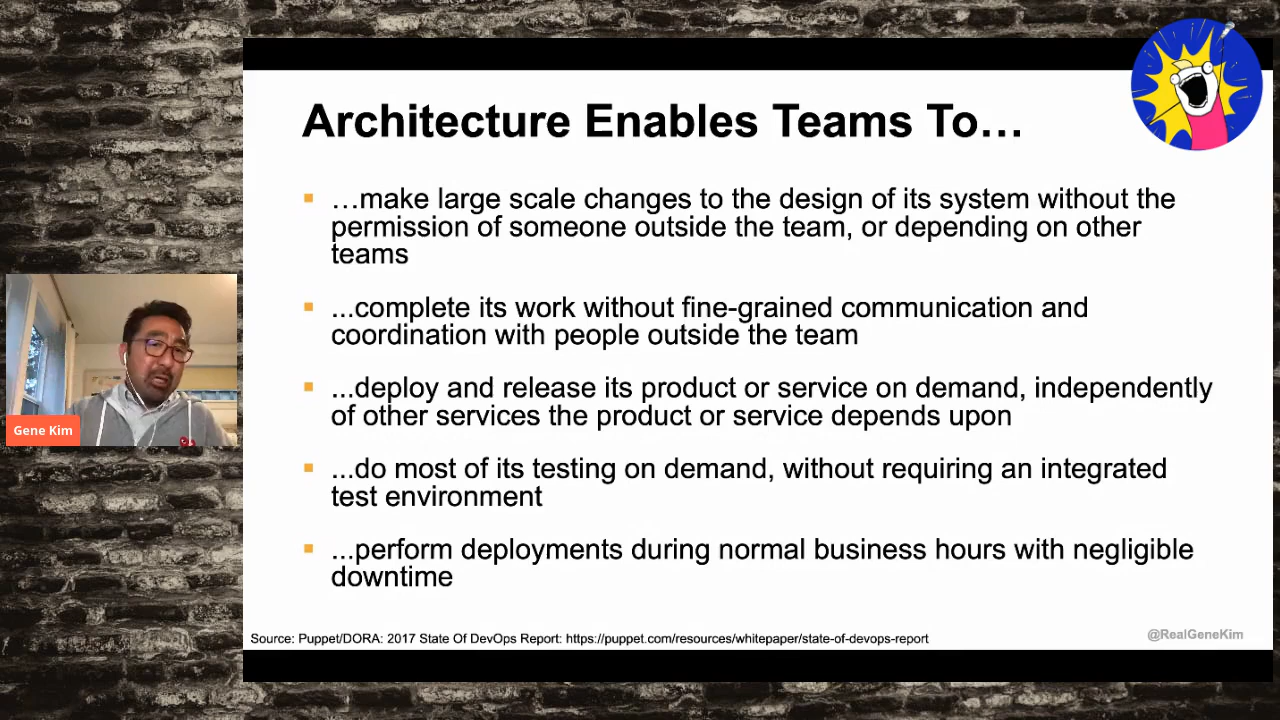 Architecture Enables Teams To…
…make large scale changes to the design of its system without the
permission of someone outside the team, or depending on other
teams
...complete its work without fine-grained communication and
coordination with people outside the team
...deploy and release its product or service on demand, independently
of other services the product or service depends upon
...do most of its testing on demand, without requiring an integrated
test environment
...perform deployments during normal business hours with negligible
downtime
Gene Kim
Source: Puppet/DORA: 2017 State Of DevOps Report: https://puppet.com/resources/whitepaper/state-of-devops-report
@RealGeneKim